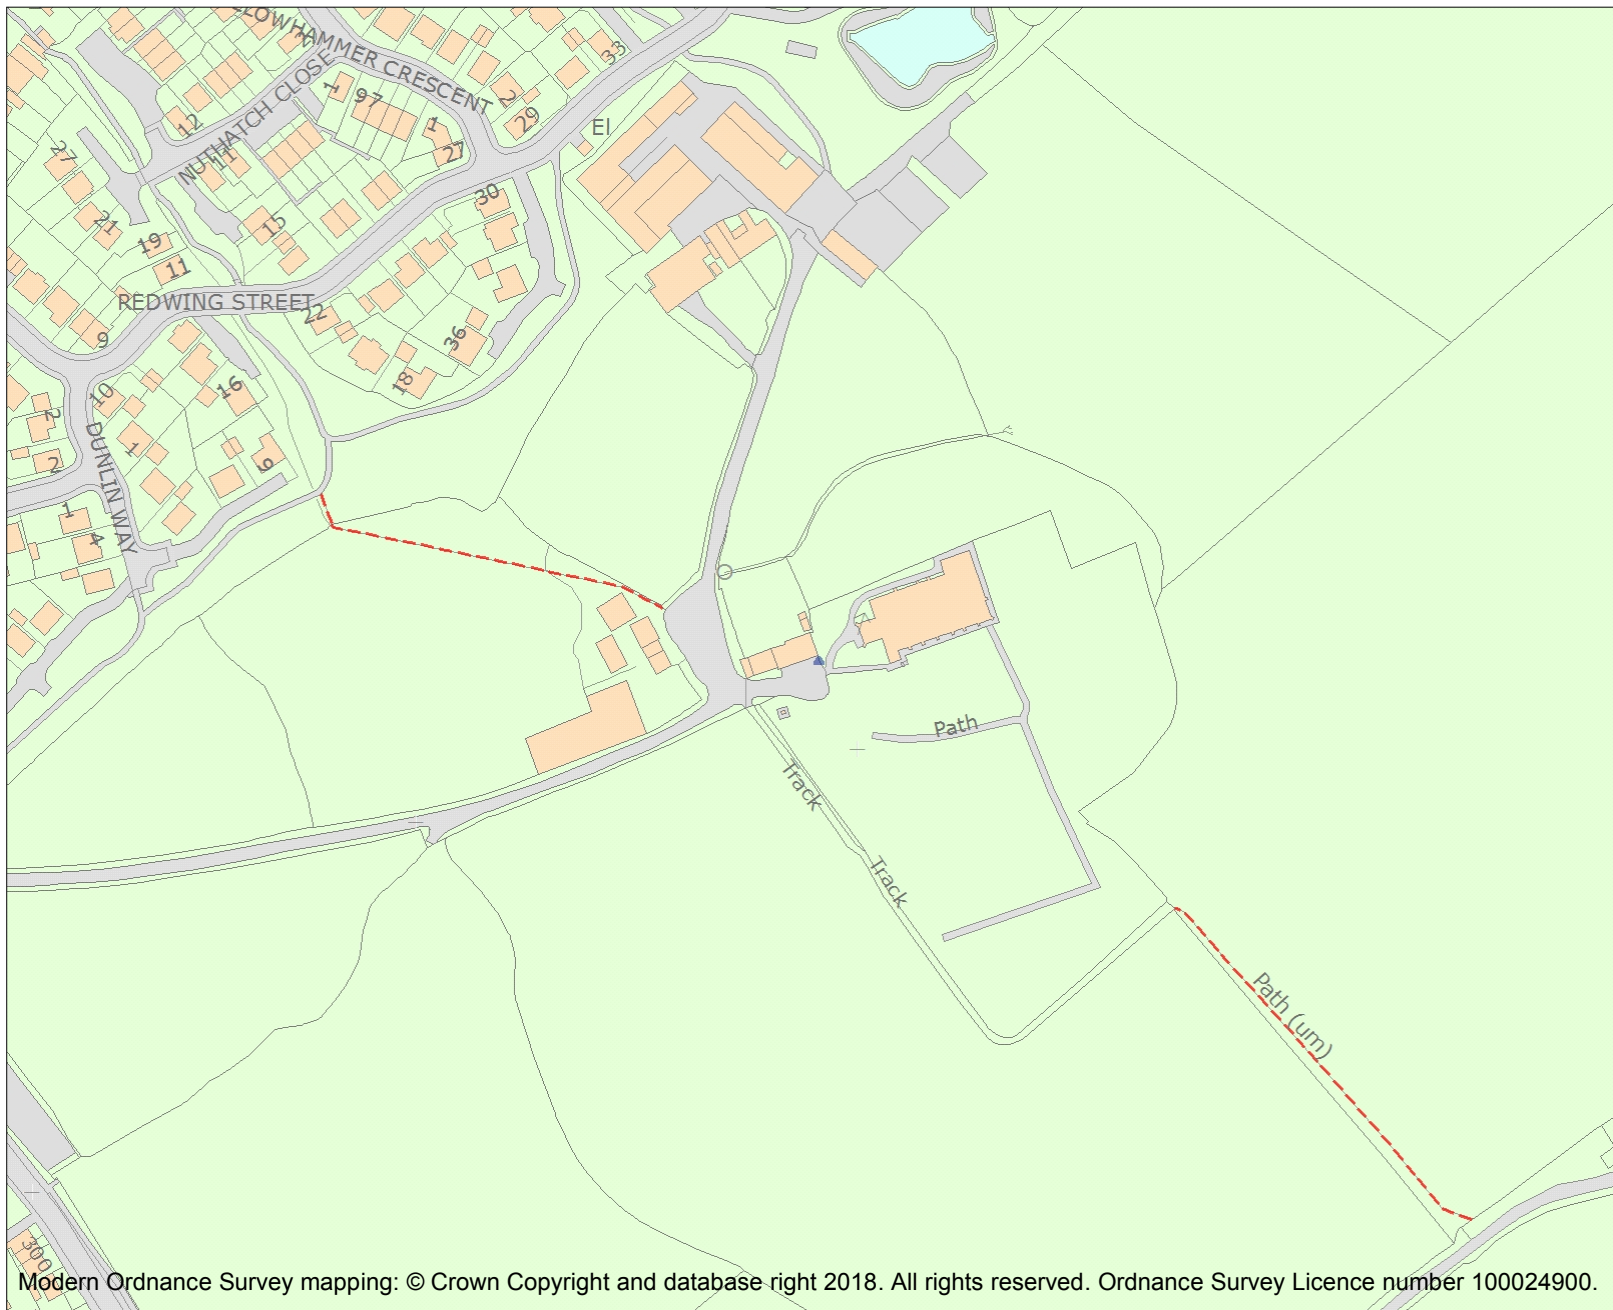 LLOWHAMMER CRESCENT
NUTHATCH CLOSE
2
33
1
97
2
29
12
1
27
El
27
11
30
21
15
19
11
REDWING STREET
22
9
36
18
16
10
2
1
DUNLIN WAY
9
2
1
4
Path
Track
Track
Path (um)
300
Modern Ordnance Survey mapping: © Crown Copyright and database right 2018. All rights reserved. Ordnance Survey Licence number 100024900.